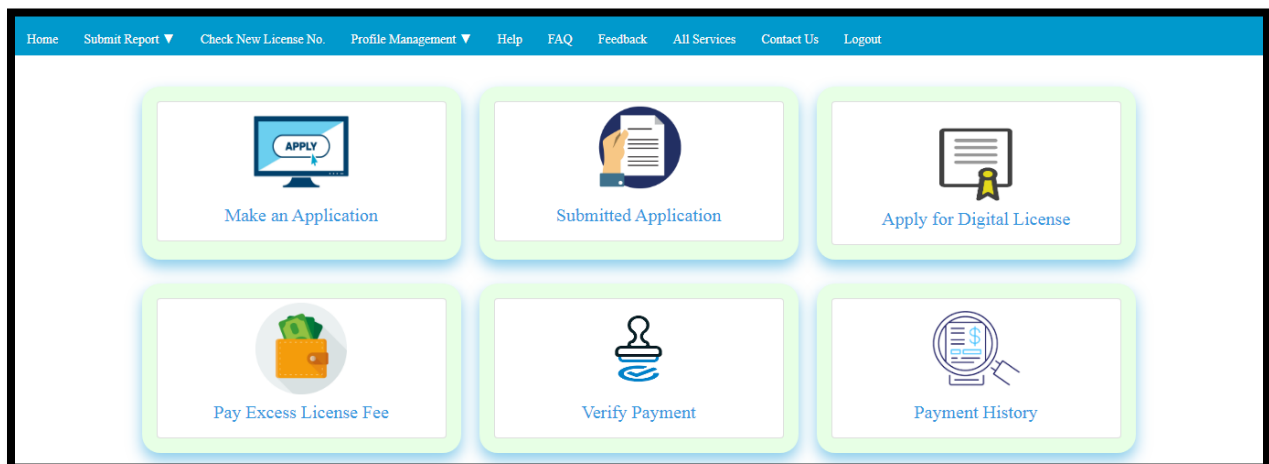 Home Submit Report ▼ Check New License No. Profile Management ▼ Help FAQ Feedback All Services Contact Us Logout
APPLY
Make an Application
Submitted Application
Apply for Digital License
$
Pay Excess License Fee
Verify Payment
Payment History